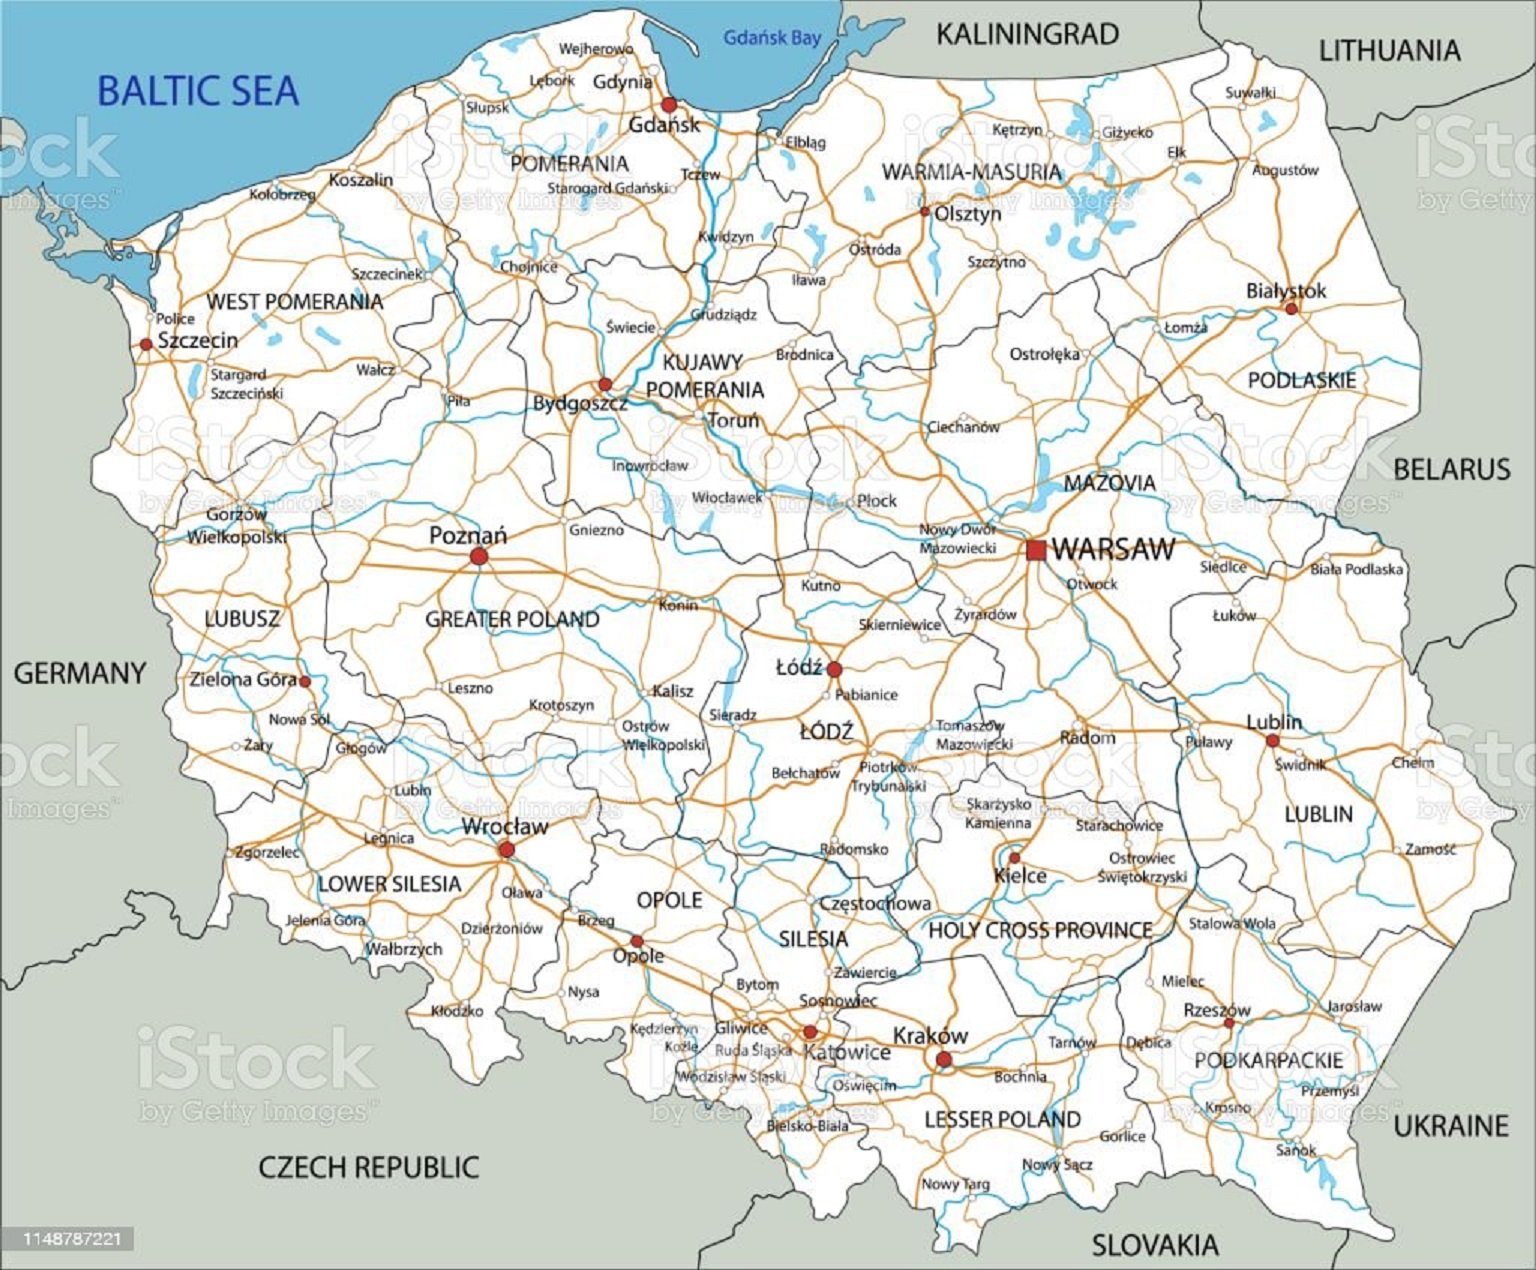 KALININGRAD
Gdańsk Bay
LITHUANIA
Wejherowo
Lębork
Gdynia
BALTIC SEA
Suwałki
Słupsk
Gdańsk
Kętrzyn
Giżycko
Elbląg
Ełk
POMERANIA
WARMIA-MASURIA
Augustów
Tczew
Koszalin
Starogard Gdański
Kołobrzeg
Olsztyn
Kwidzyn
Ostróda
Szczytno
Chojnice
Szczecinek
Iława
Białystok
WEST POMERANIA
Police
Grudziądz
Świecie
Łomża
Szczecin
Ostrołęka
Brodnica
KUJAWY
POMERANIA
Wałcz
Stargard
Szczeciński
PODLASKIE
Piła
Bydgoszcz
Toruń
Ciechanów
Inowrocław
BELARUS
MAZOVIA
Włocławek
Płock
Gorzów
Wielkopolski
Gniezno
Nowy Dwór
Mazowiecki
Poznań
WARSAW
Siedlce
Biała Podlaska
Kutno
Otwock
Konin
Żyrardów
Łuków
LUBUSZ
GREATER POLAND
Skierniewice
GERMANY
Łódź
Zielona Góra
Leszno
Kalisz
Pabianice
Krotoszyn
Nowa Sól
Sieradz
Ostrów
Wielkopolski
ŁÓDŹ
Tomaszów
Mazowiecki
Radom
Puławy
Lublin
Żary
Głogów
Bełchatów
Piotrków
Trybunalski
Świdnik
Chełm
Lubin
Skarżysko
Kamienna
LUBLIN
Wrocław
Starachowice
Legnica
Zgorzelec
Radomsko
Zamość
Kielce
Ostrowiec
Świętokrzyski
LOWER SILESIA
Oława
OPOLE
Częstochowa
Jelenia Góra
Brzeg
Stalowa Wola
Dzierżoniów
HOLY CROSS PROVINCE
SILESIA
Wałbrzych
Opole
Zawiercie
Mielec
Nysa
Bytom
Sosnowiec
Kłodzko
Rzeszów
Jarosław
Kędzierzyn
Koźle
Gliwice
Kraków
Ruda Śląska
Katowice
Tarnów
Dębica
PODKARPACKIE
Wodzisław Śląski
Oświęcim
Bochnia
Przemyśl
Krosno
Bielsko-Biała
LESSER POLAND
Gorlice
UKRAINE
Sanok
CZECH REPUBLIC
Nowy Sącz
Nowy Targ
SLOVAKIA
iStock
by Getty Images™
1148787221